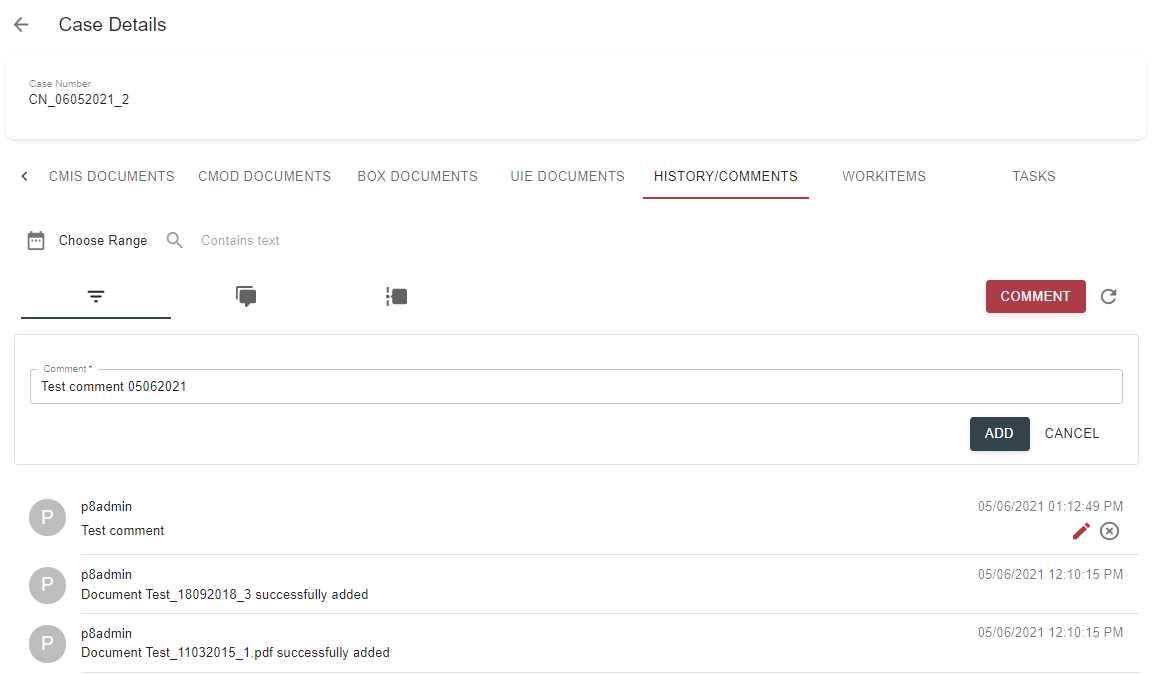 Case Details
Case Number
CN_06052021_2
CMIS DOCUMENTS CMOD DOCUMENTS BOX DOCUMENTS UIE DOCUMENTS HISTORY/COMMENTS WORKITEMS TASKS
Choose Range Contains text
COMMENT
Comment *
Test comment 05062021
ADD CANCEL
P
p8admin 05/06/2021 01:12:49 PM
Test comment
P
p8admin 05/06/2021 12:10:15 PM
Document Test_18092018_3 successfully added
P
p8admin 05/06/2021 12:10:15 PM
Document Test_11032015_1.pdf successfully added